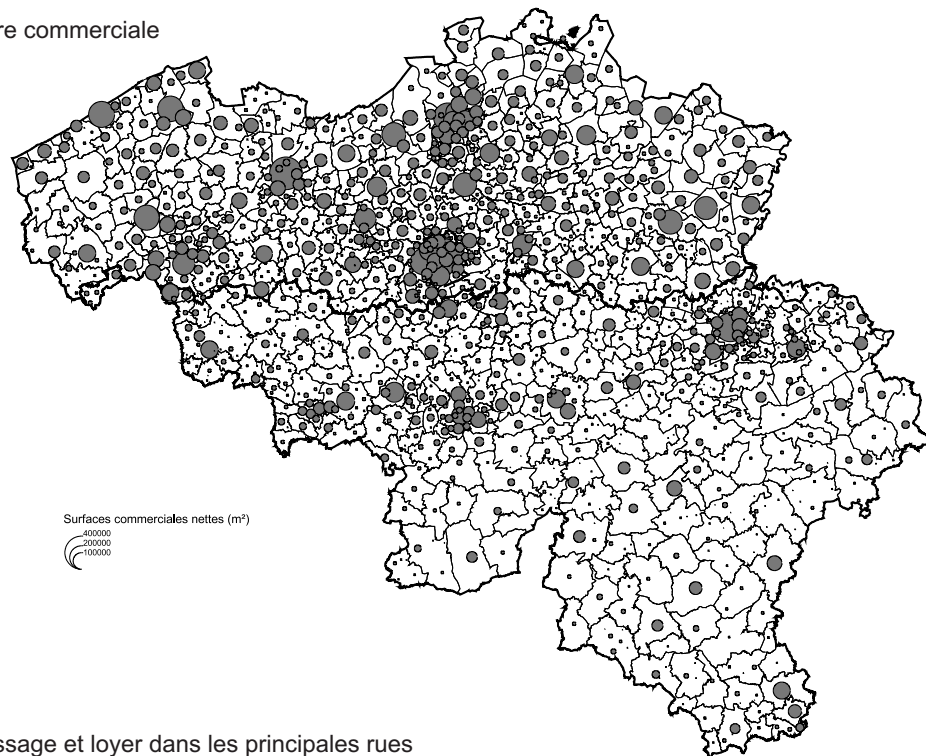 re commerciale
Surfaces commerciales nettes (m²)
400000
200000
100000
ssage et loyer dans les principales rues